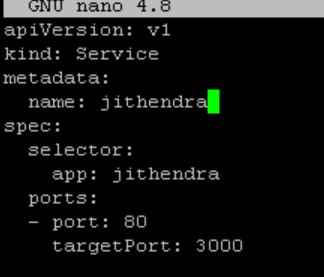 GNU nano 4.8
apiVersion: v1
kind: Service
metadata:
  name: jithendra
spec:
  selector:
    app: jithendra
  ports:
  - port: 80
    targetPort: 3000